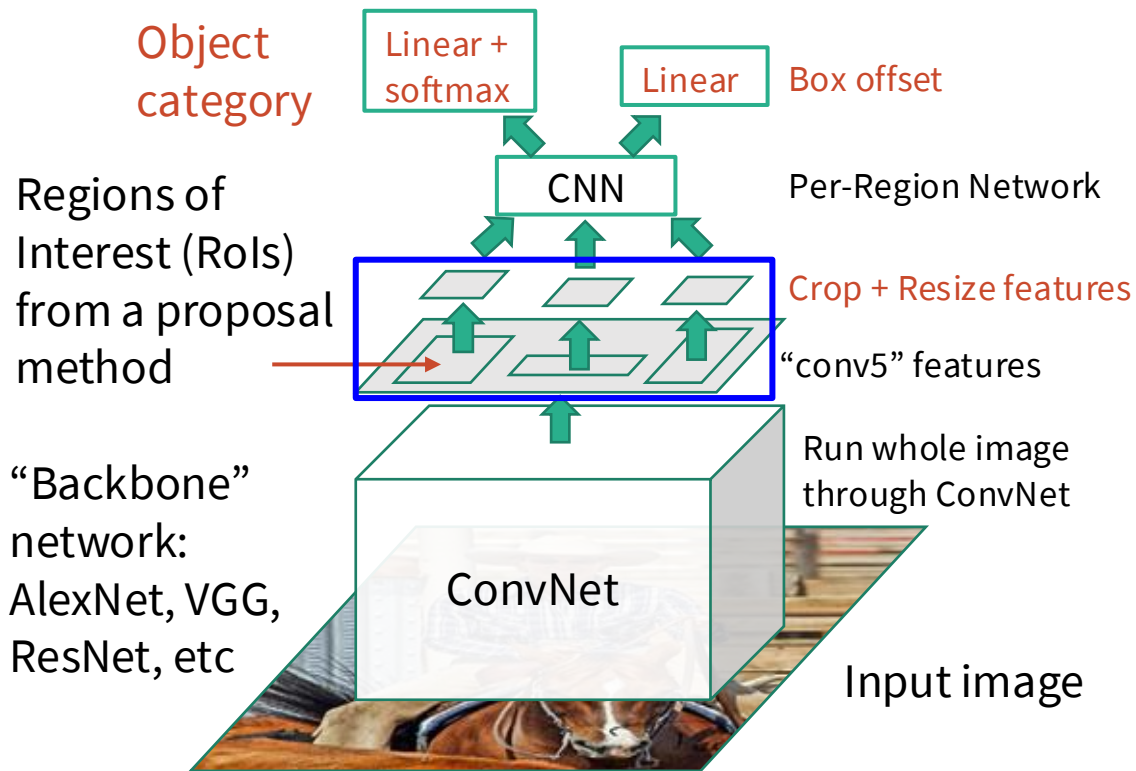 Object
category
Linear +
softmax
Linear
Box offset
CNN
Per-Region Network
Regions of
Interest (RoIs)
from a proposal
method
Crop + Resize features
“conv5” features
“Backbone”
network:
AlexNet, VGG,
ResNet, etc
ConvNet
Run whole image
through ConvNet
Input image